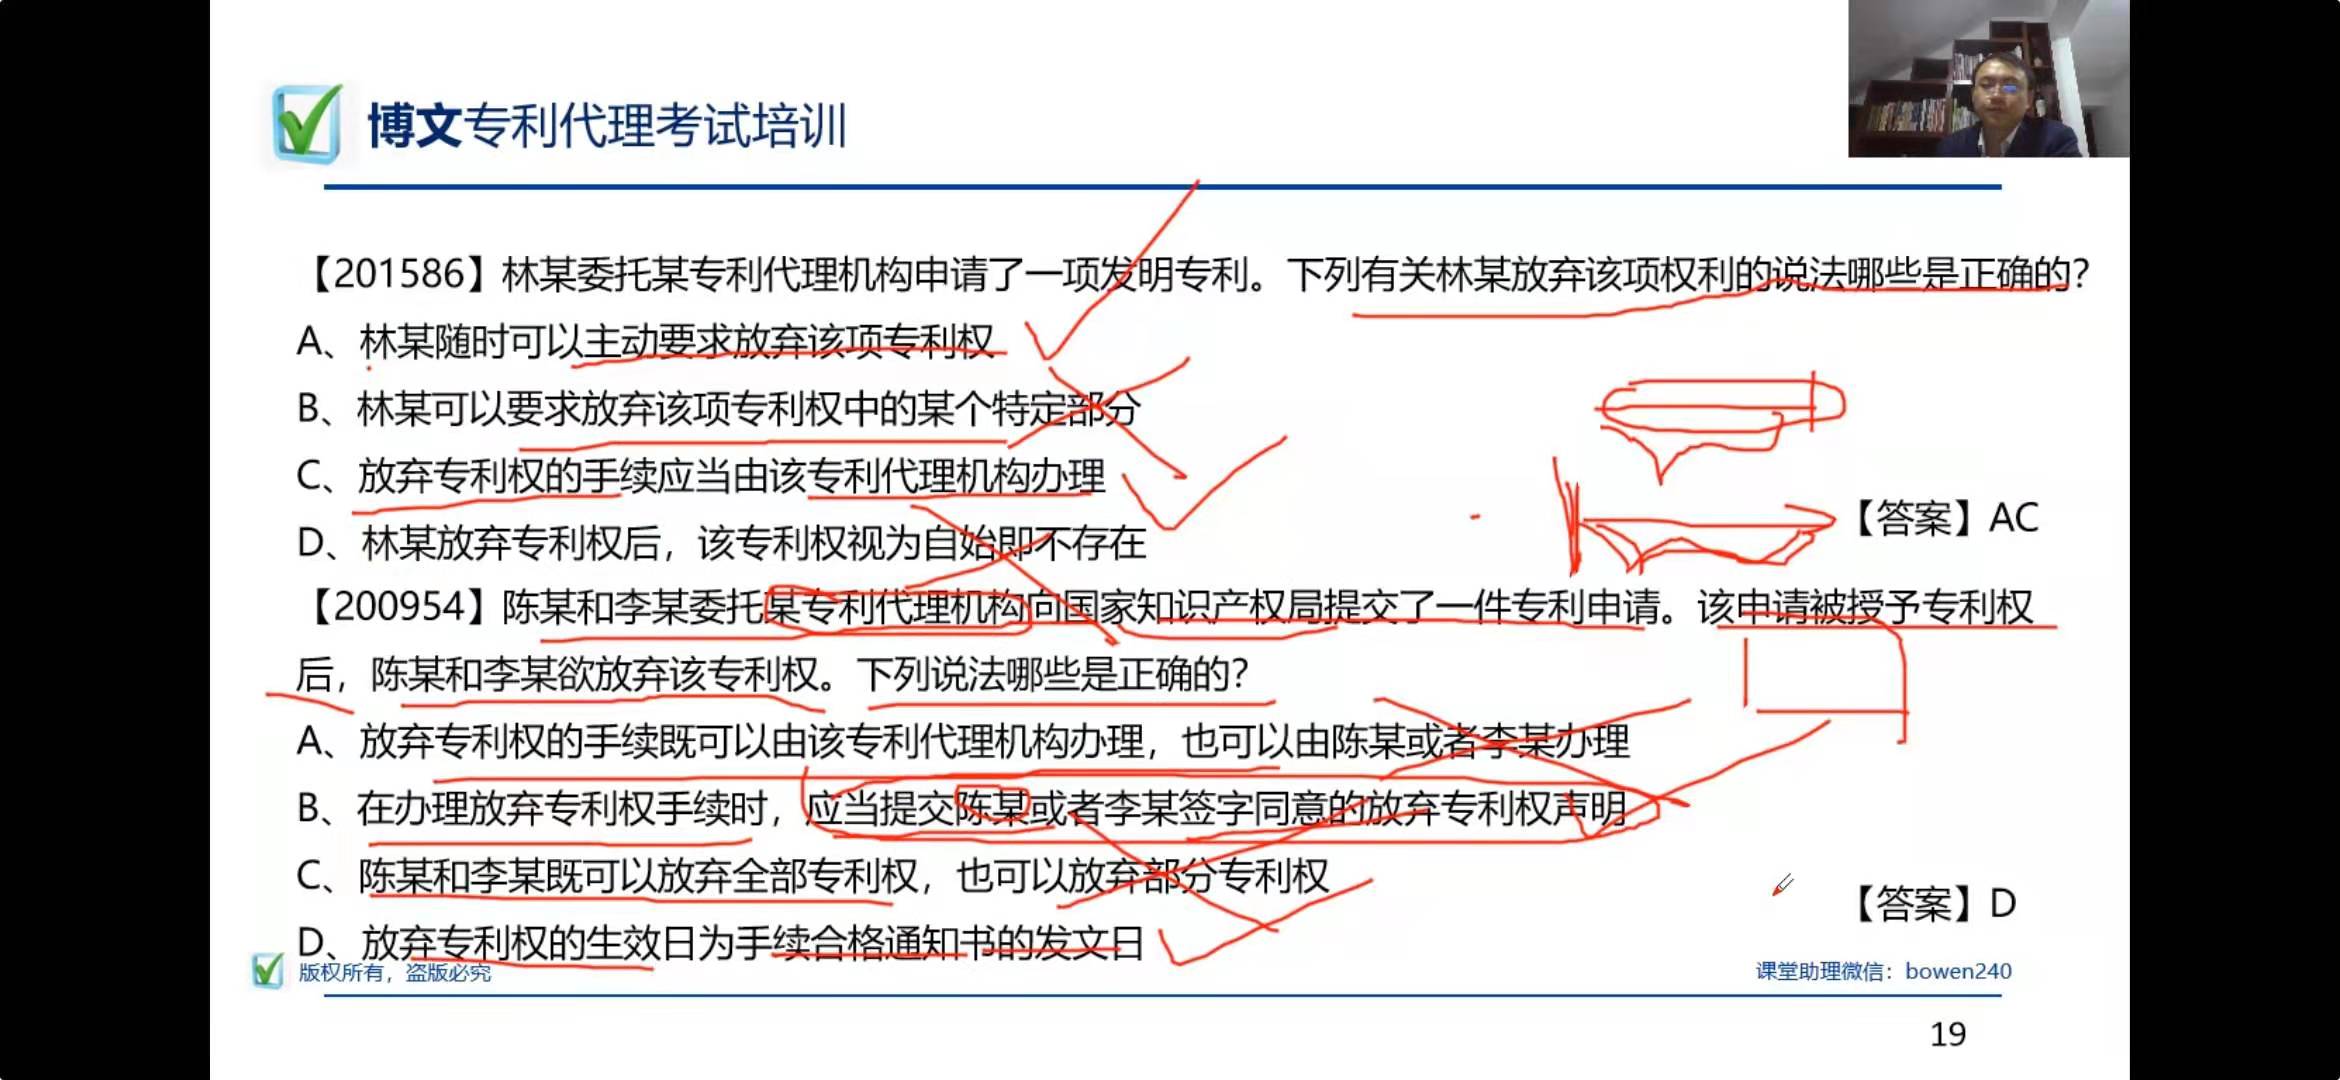 博文专利代理考试培训
【201586】林某委托某专利代理机构申请了一项发明专利。下列有关林某放弃该项权利的说法哪些是正确的？
A、林某随时可以主动要求放弃该项专利权
B、林某可以要求放弃该项专利权中的某个特定部分
C、放弃专利权的手续应当由该专利代理机构办理
D、林某放弃专利权后，该专利权视为自始即不存在
【答案】AC
【200954】陈某和李某委托某专利代理机构向国家知识产权局提交了一件专利申请。该申请被授予专利权
后，陈某和李某欲放弃该专利权。下列说法哪些是正确的？
A、放弃专利权的手续既可以由该专利代理机构办理，也可以由陈某或者李某办理
B、在办理放弃专利权手续时，应当提交陈某或者李某签字同意的放弃专利权声明
C、陈某和李某既可以放弃全部专利权，也可以放弃部分专利权
D、放弃专利权的生效日为手续合格通知书的发文日
【答案】D
版权所有，盗版必究
课堂助理微信：bowen240
19